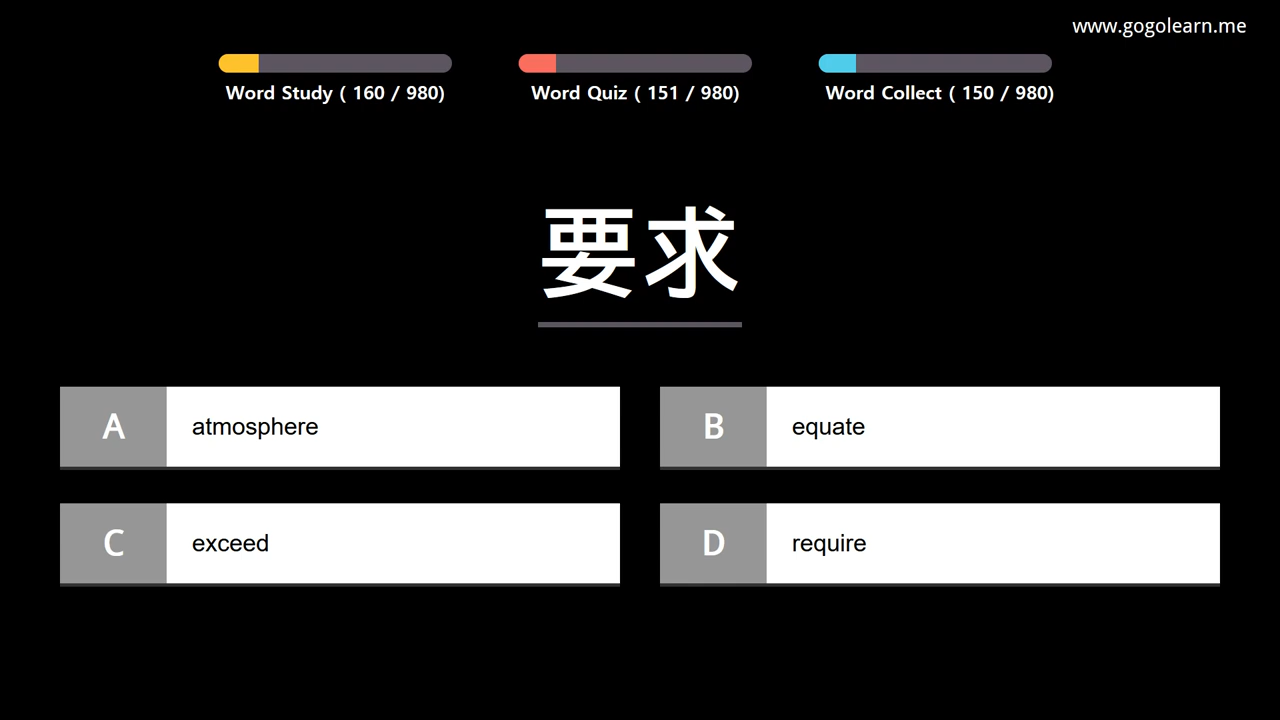 www.gogolearn.me
Word Study ( 160 / 980)
Word Quiz ( 151 / 980)
Word Collect ( 150 / 980)
要求
A atmosphere
B equate
C exceed
D require